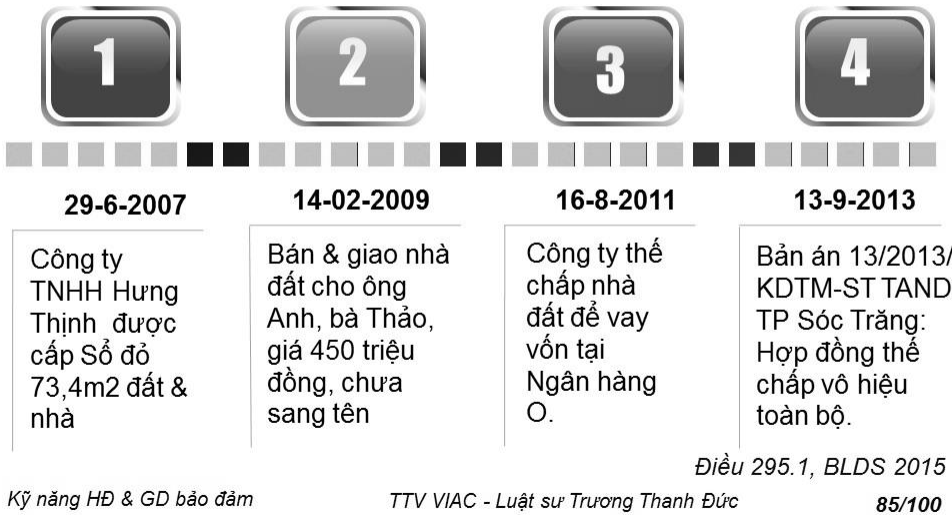 1
2
3
4
29-6-2007
14-02-2009
16-8-2011
13-9-2013
Công ty
TNHH Hưng
Thịnh được
cấp Sổ đỏ
73,4m2 đất &
nhà
Bán & giao nhà
đất cho ông
Anh, bà Thảo,
giá 450 triệu
đồng, chưa
sang tên
Công ty thế
chấp nhà
đất để vay
vốn tại
Ngân hàng
O.
Bản án 13/2013/
KDTM-ST TAND
TP Sóc Trăng:
Hợp đồng thế
chấp vô hiệu
toàn bộ.
Điều 295.1, BLDS 2015
Kỹ năng HĐ & GD bảo đảm
TTV VIAC - Luật sư Trương Thanh Đức
85/100